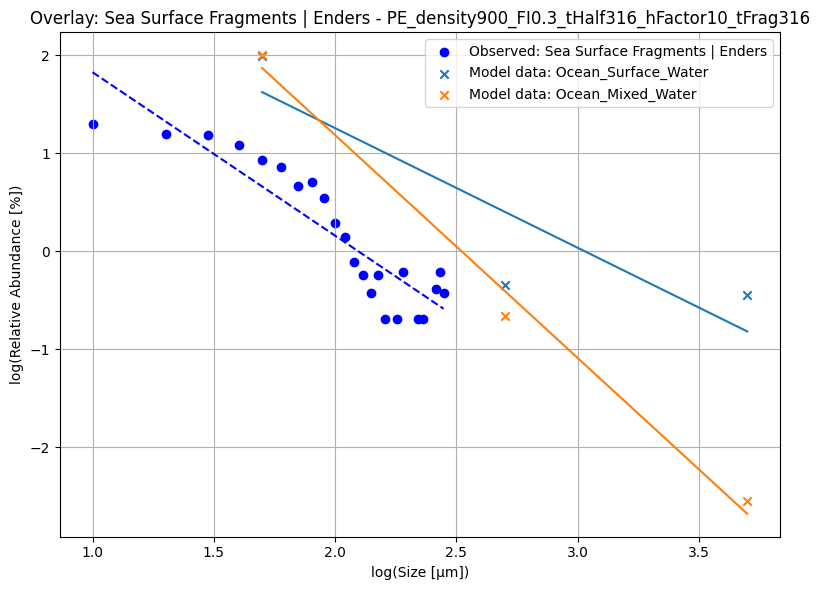 Overlay: Sea Surface Fragments | Enders - PE_density900_FI0.3_tHalf316_hFactor10_tFrag316
Observed: Sea Surface Fragments | Enders
Model data: Ocean_Surface_Water
Model data: Ocean_Mixed_Water
log(Relative Abundance [%])
2
1
0
−1
−2
1.0 1.5 2.0 2.5 3.0 3.5
log(Size [µm])